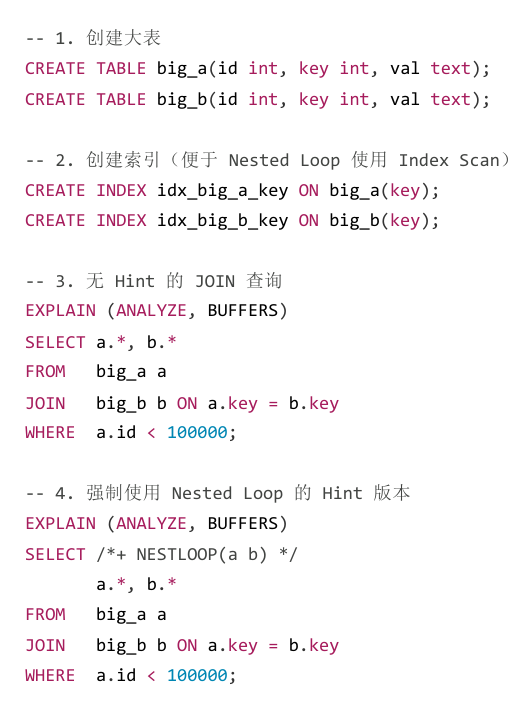 -- 1. 创建大表
CREATE TABLE big_a(id int, key int, val text);
CREATE TABLE big_b(id int, key int, val text);
-- 2. 创建索引（便于 Nested Loop 使用 Index Scan）
CREATE INDEX idx_big_a_key ON big_a(key);
CREATE INDEX idx_big_b_key ON big_b(key);
-- 3. 无 Hint 的 JOIN 查询
EXPLAIN (ANALYZE, BUFFERS)
SELECT a.*, b.*
FROM   big_a a
JOIN   big_b b ON a.key = b.key
WHERE  a.id < 100000;
-- 4. 强制使用 Nested Loop 的 Hint 版本
EXPLAIN (ANALYZE, BUFFERS)
SELECT /*+ NESTLOOP(a b) */
       a.*, b.*
FROM   big_a a
JOIN   big_b b ON a.key = b.key
WHERE  a.id < 100000;